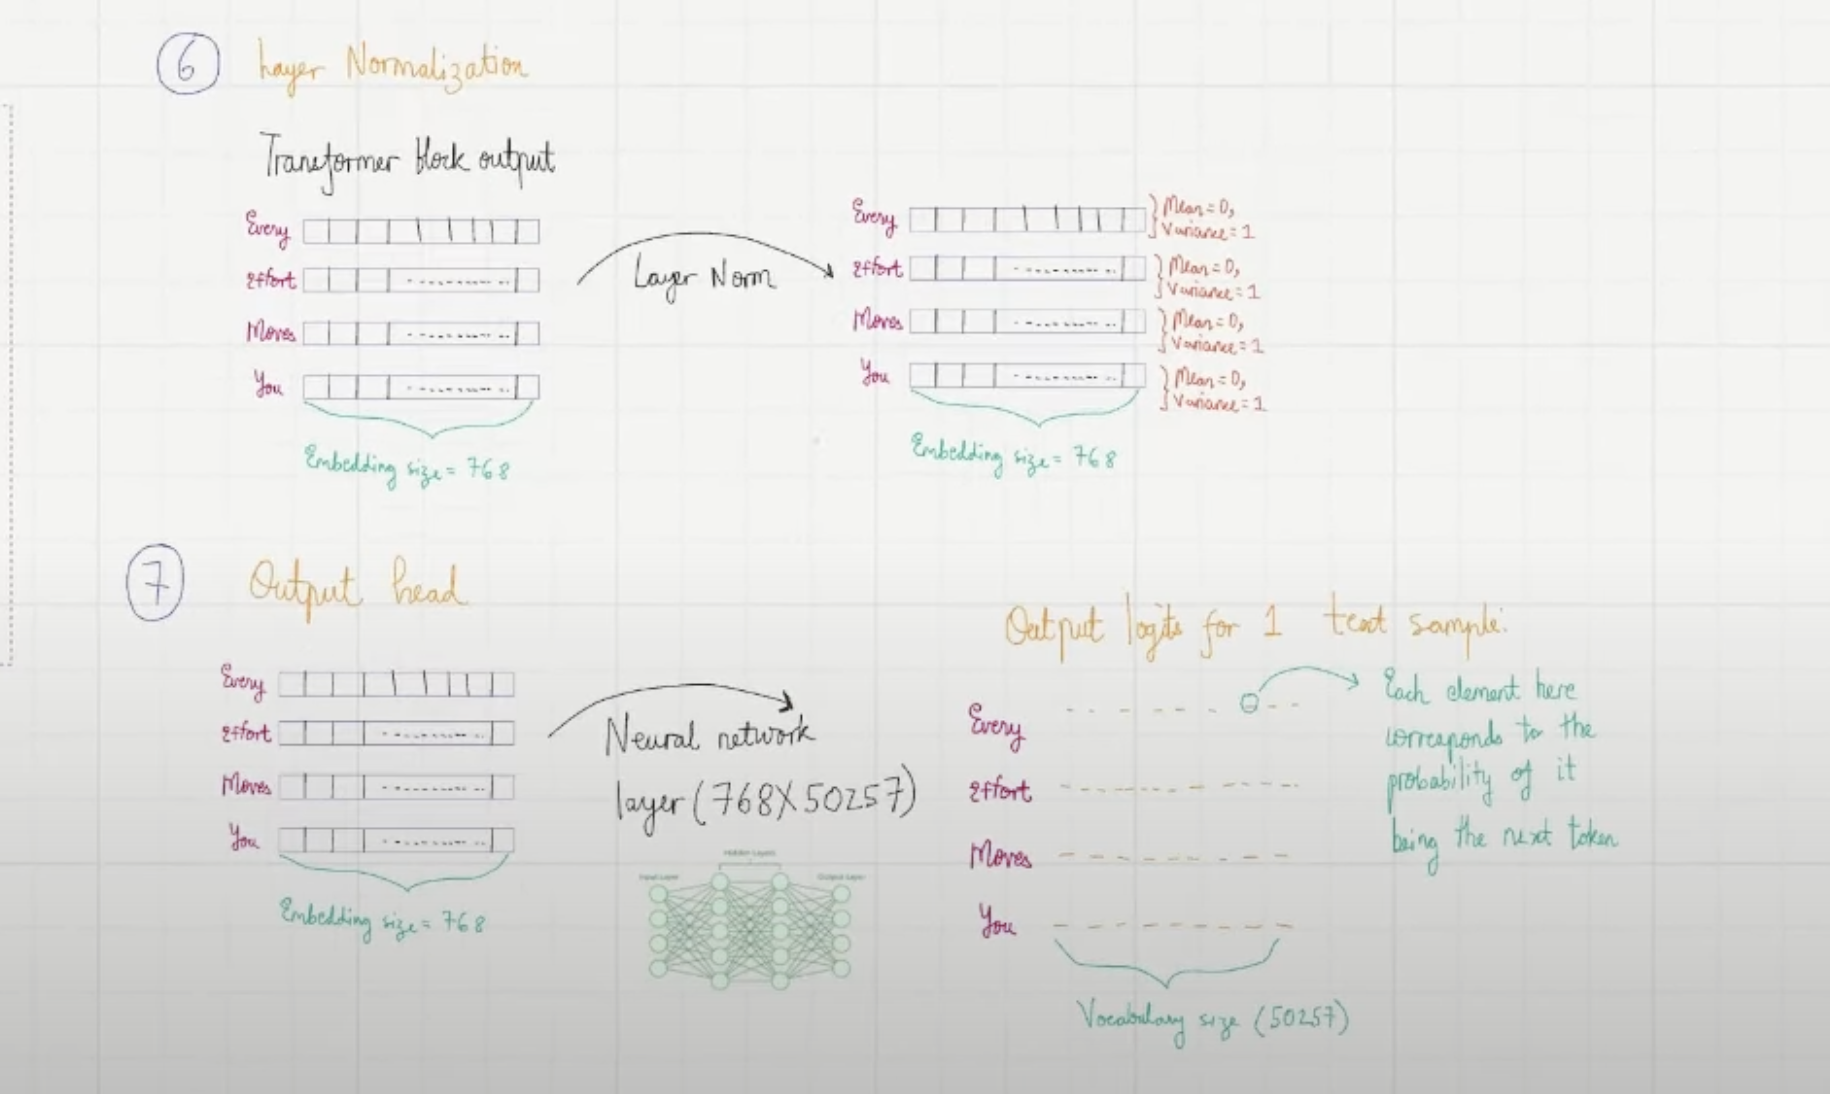 6 Layer Normalization
Transformer block output
Every
Effort
Moves
You
Embedding size = 768
Layer Norm
Every
Mean = 0,
Variance = 1
Effort
Mean = 0,
Variance = 1
Moves
Mean = 0,
Variance = 1
You
Mean = 0,
Variance = 1
Embedding size = 768
7 Output head
Every
Effort
Moves
You
Embedding size = 768
Neural network
layer (768X50257)
Hidden Layers
Input Layer
Output Layer
Output logits for 1 text sample:
Every
Effort
Moves
You
Vocabulary size (50257)
Each element here
corresponds to the
probability of it
being the next token